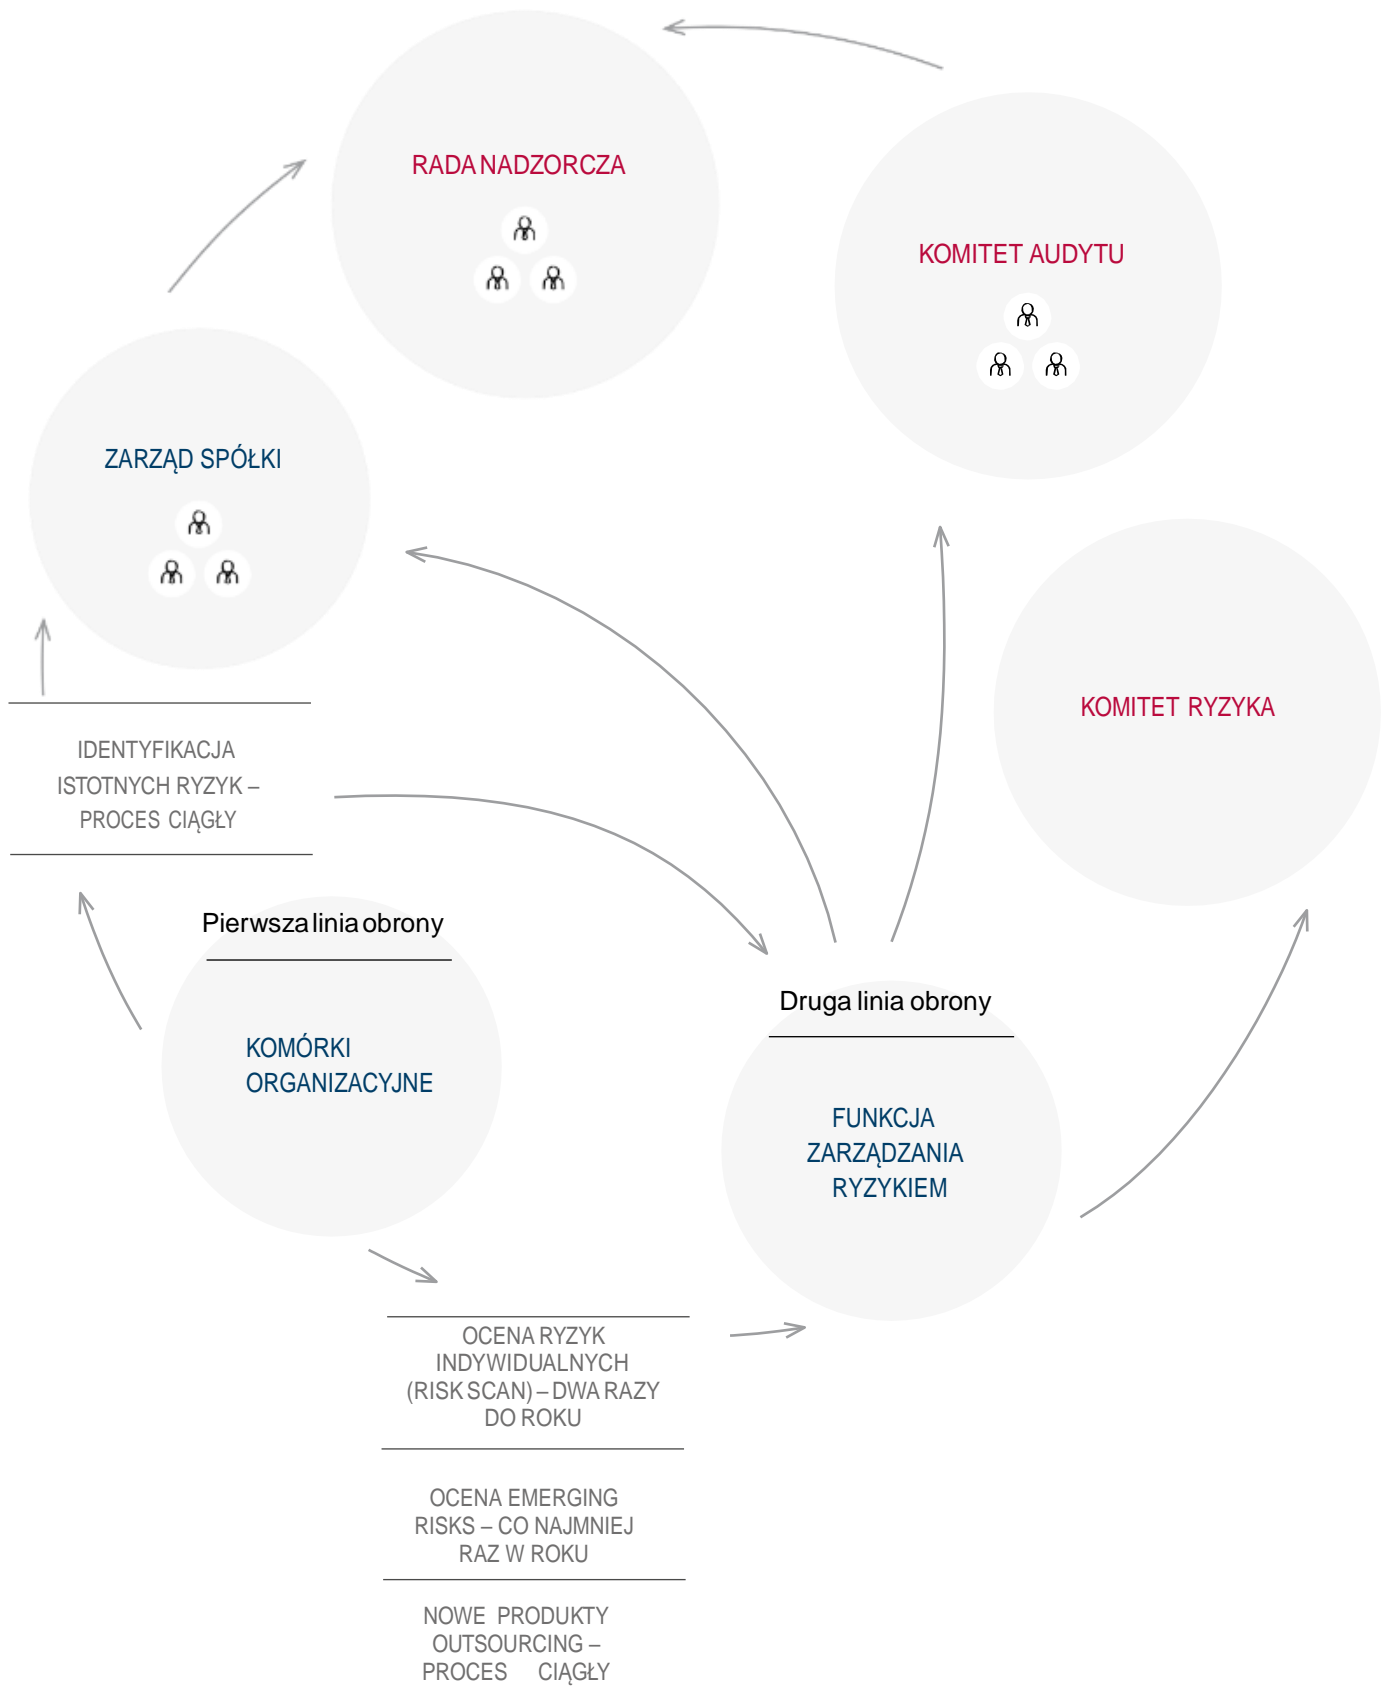 RADA NADZORCZA
KOMITET AUDYTU
ZARZĄD SPÓŁKI
KOMITET RYZYKA
IDENTYFIKACJA
ISTOTNYCH RYZYK –
PROCES CIĄGŁY
Pierwsza linia obrony
KOMÓRKI
ORGANIZACYJNE
Druga linia obrony
FUNKCJA
ZARZĄDZANIA
RYZYKIEM
OCENA RYZYK
INDYWIDUALNYCH
(RISK SCAN) – DWA RAZY
DO ROKU
OCENA EMERGING
RISKS – CO NAJMNIEJ
RAZ W ROKU
NOWE PRODUKTY
OUTSOURCING –
PROCES CIĄGŁY